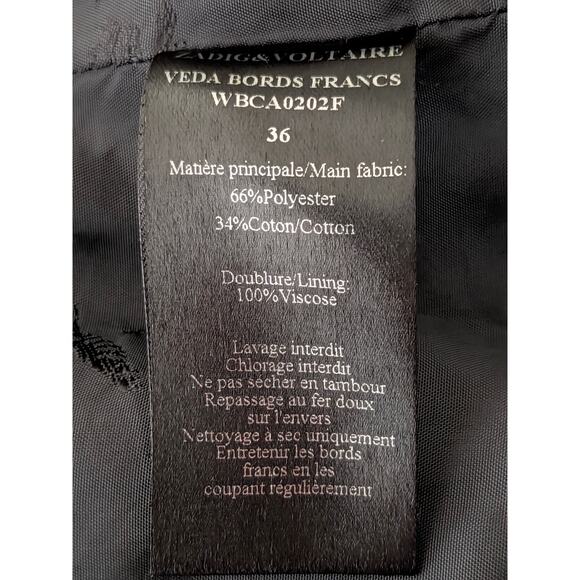 ZADIG&VOLTAIRE
VEDA BORDS FRANCS
WBCA0202F
36
Matière principale/Main fabric:
66%Polyester
34%Coton/Cotton
Doublure/Lining:
100%Viscose
Lavage interdit
Chlorage interdit
Ne pas sécher en tambour
Repassage au fer doux
sur l'envers
Nettoyage à sec uniquement
Entretenir les bords
francs en les
coupant régulièrement